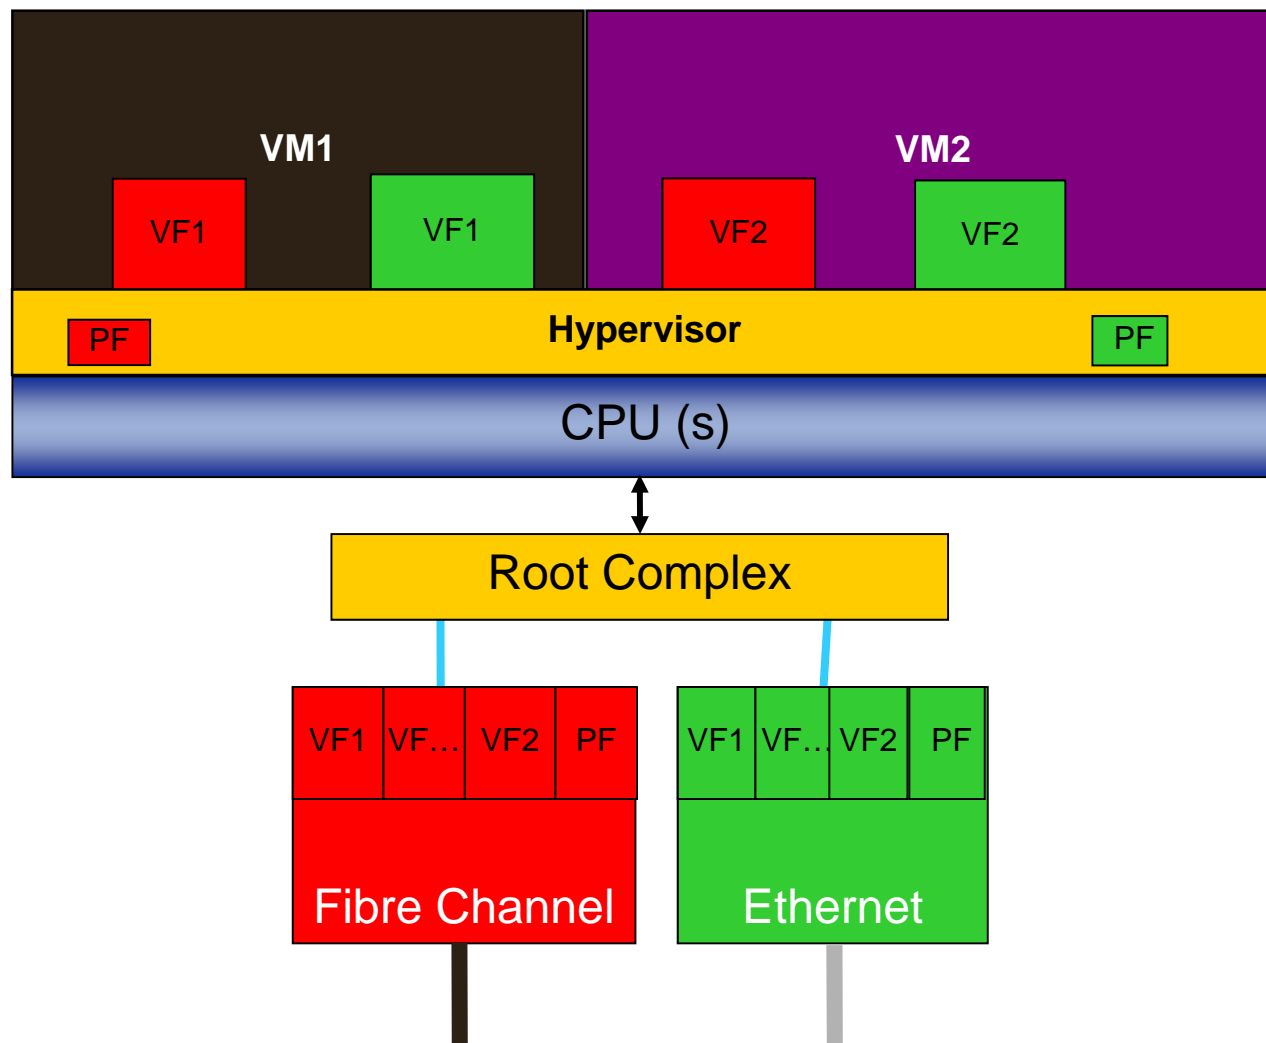 VM1
VM2
VF1
VF1
VF2
VF2
PF
Hypervisor
PF
CPU (s)
Root Complex
VF1
VF...
VF2
PF
VF1
VF...
VF2
PF
Fibre Channel
Ethernet